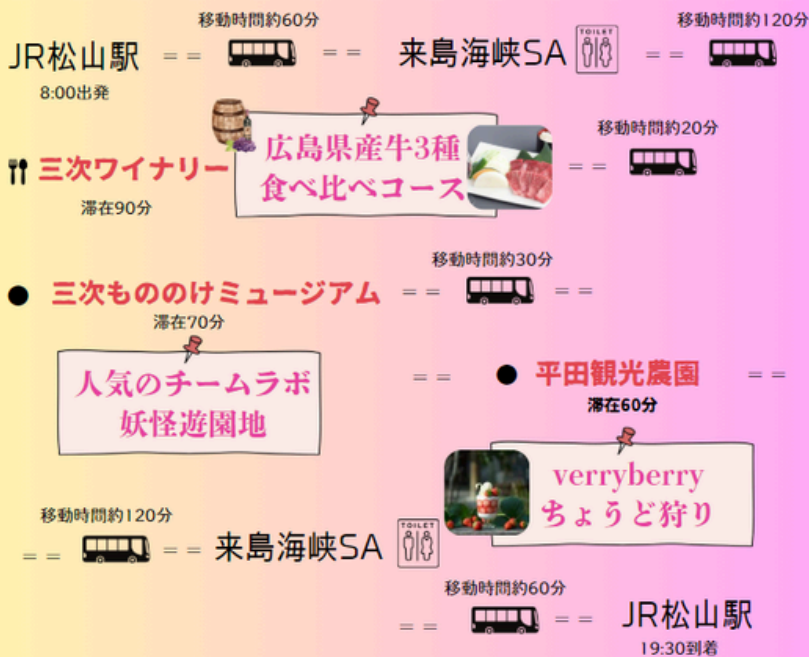 移動時間約60分
移動時間約120分
JR松山駅 == == 来島海峡SA TOILET ==
8:00出発
広島県産牛3種
食べ比べコース
移動時間約20分
三次ワイナリー ==
滞在90分
移動時間約30分
三次もののけミュージアム == ==
滞在70分
人気のチームラボ
妖怪遊園地
== 平田観光農園 ==
滞在60分
verryberry
ちょうど狩り
移動時間約120分
== == 来島海峡SA TOILET
移動時間約60分
== == JR松山駅
19:30到着